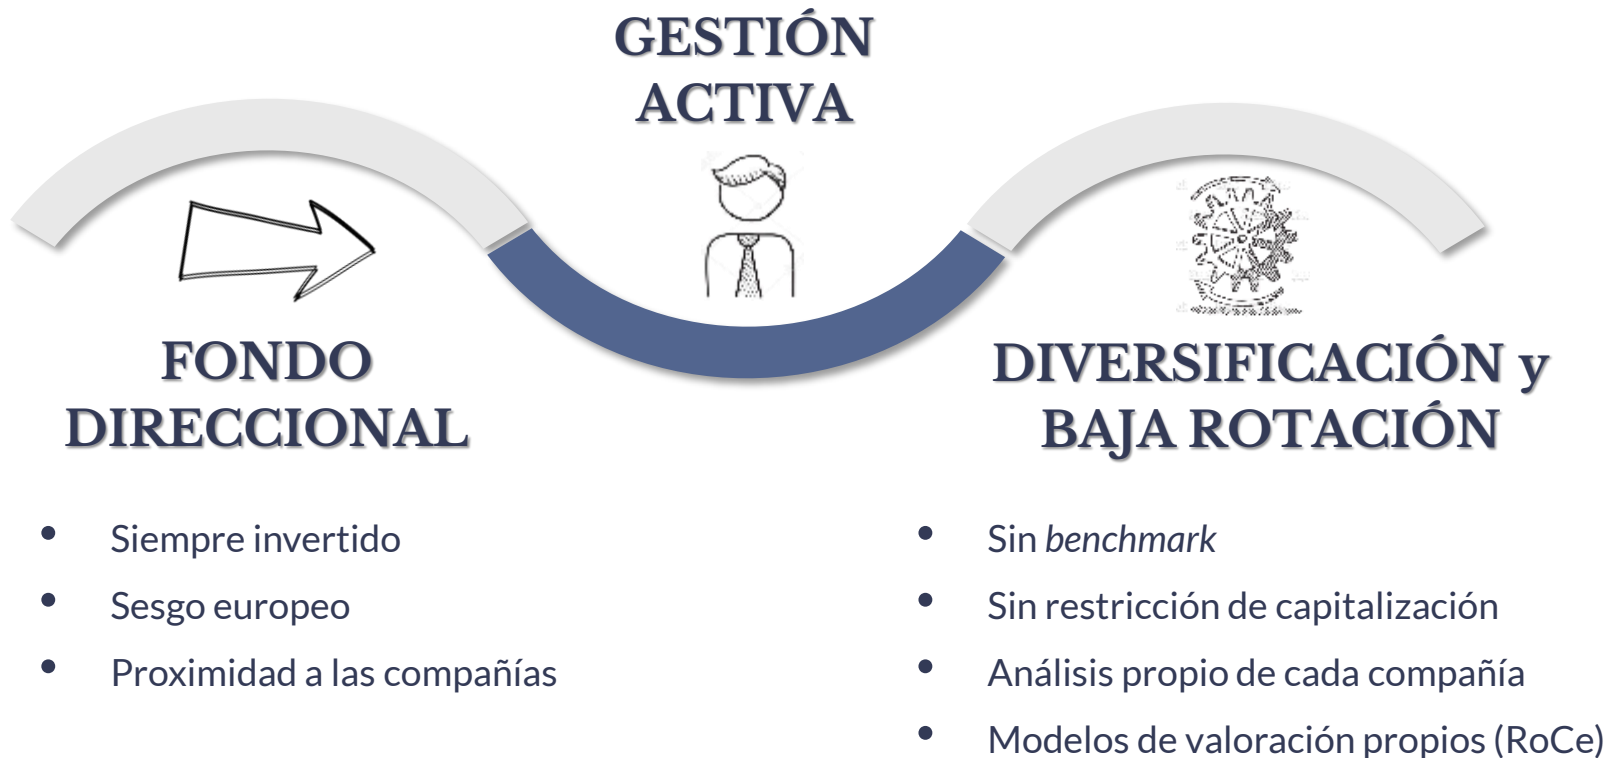 GESTIÓN
ACTIVA
FONDO
DIRECCIONAL
• Siempre invertido
• Sesgo europeo
• Proximidad a las compañías
DIVERSIFICACIÓN y
BAJA ROTACIÓN
• Sin benchmark
• Sin restricción de capitalización
• Análisis propio de cada compañía
• Modelos de valoración propios (RoCe)